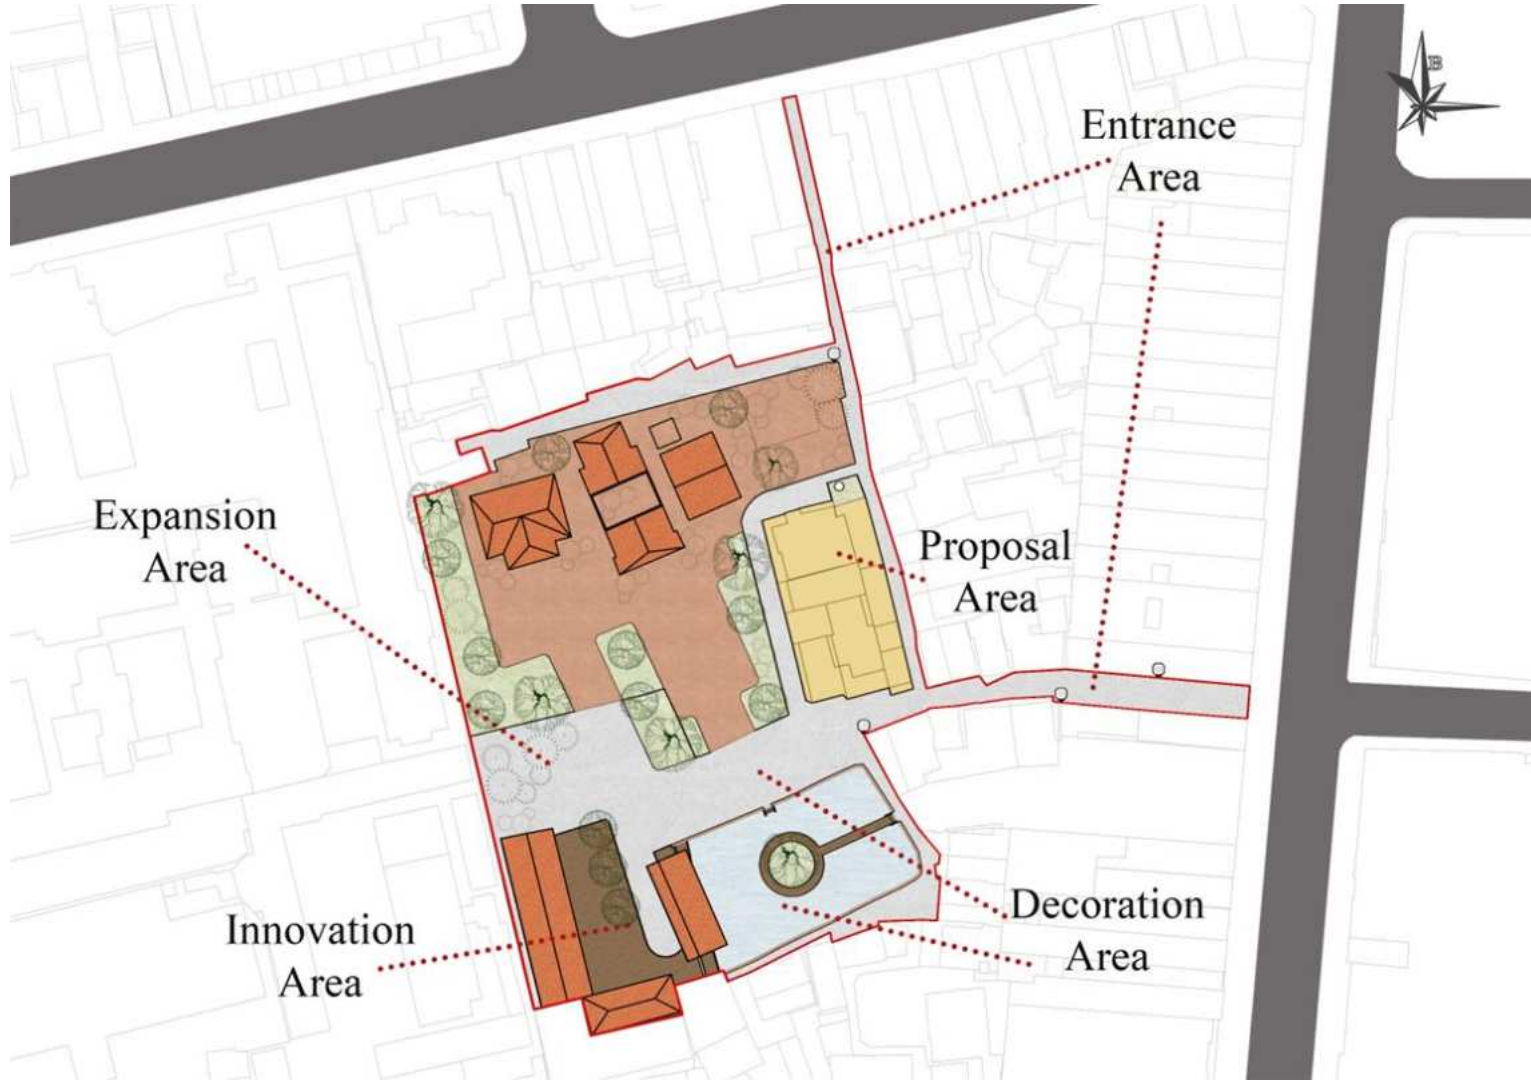 B
Entrance
Area
Expansion
Area
Proposal
Area
Innovation
Area
Decoration
Area